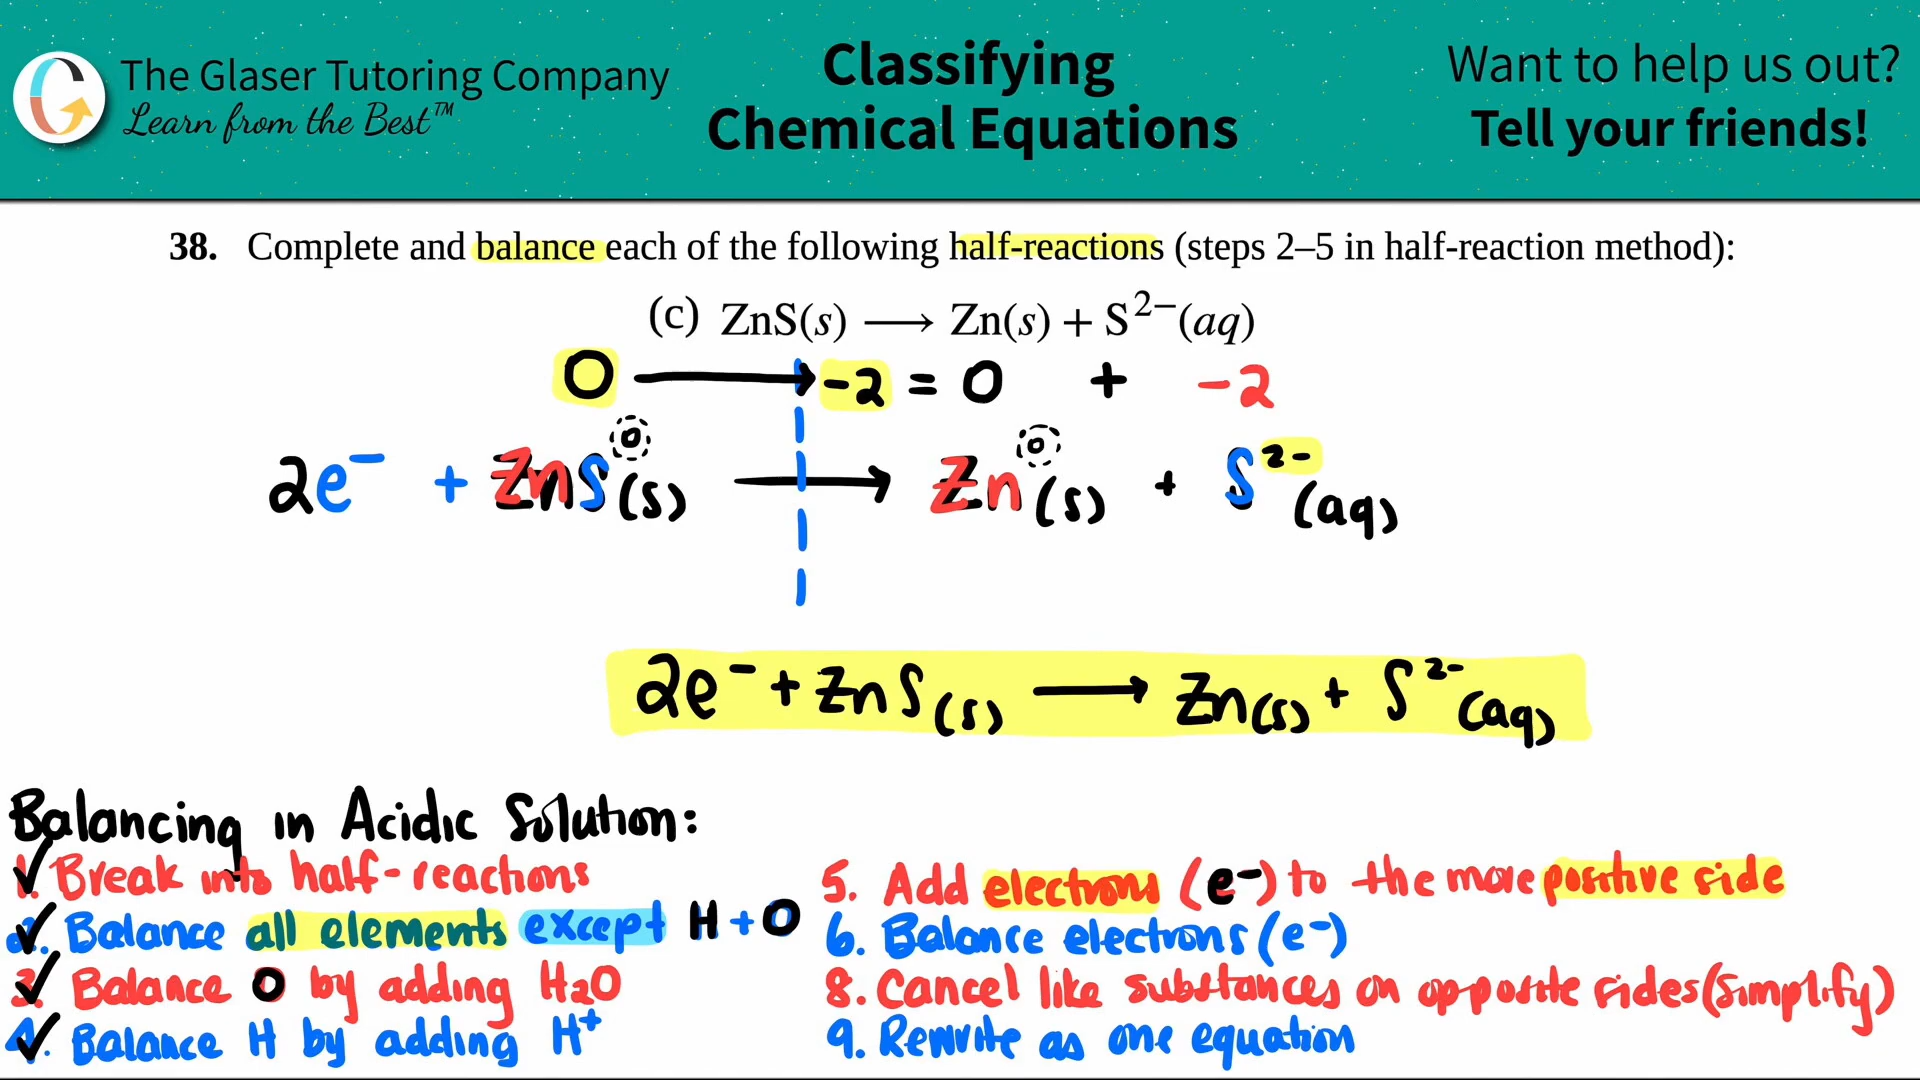 The Glaser Tutoring Company
Learn from the Best™
Classifying
Chemical Equations
Want to help us out?
Tell your friends!
38. Complete and balance each of the following half-reactions (steps 2–5 in half-reaction method):
(c) ZnS(s) ⟶ Zn(s) + S²⁻(aq)
0 ⟶ -2 = 0 + -2
0 0
2e⁻ + ZnS(s) ⟶ Zn(s) + S²⁻(aq)
2e⁻ + ZnS(s) ⟶ Zn(s) + S²⁻(aq)
Balancing in Acidic Solution:
✓1. Break into half-reactions
✓2. Balance all elements except H + O
✓3. Balance O by adding H₂O
✓4. Balance H by adding H⁺
5. Add electrons (e⁻) to the more positive side
6. Balance electrons (e⁻)
8. Cancel like substances on opposite sides (simplify)
9. Rewrite as one equation